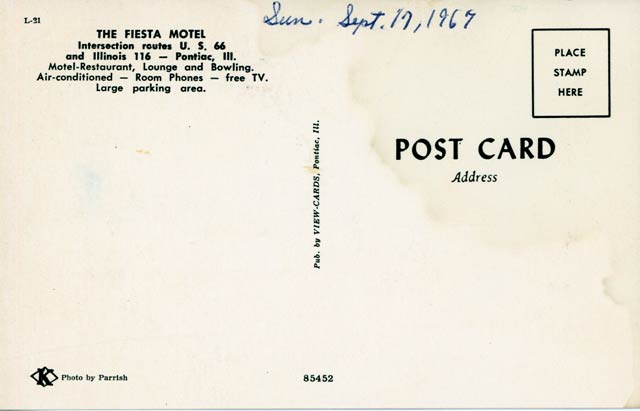 L-21
Sun. Sept. 17, 1967
THE FIESTA MOTEL
Intersection routes U. S. 66
and Illinois 116 — Pontiac, Ill.
Motel-Restaurant, Lounge and Bowling.
Air-conditioned — Room Phones — free TV.
Large parking area.
PLACE
STAMP
HERE
POST CARD
Address
Pub. by VIEW-CARDS, Pontiac, Ill.
K
Photo by Parrish
85452